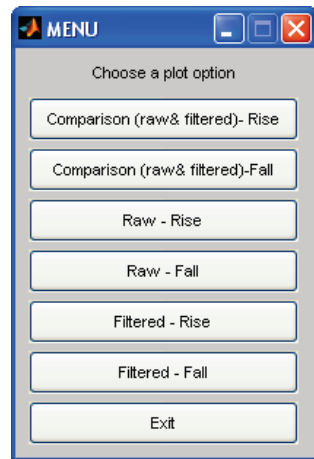 MENU
Choose a plot option
Comparison (raw& filtered)- Rise
Comparison (raw& filtered)-Fall
Raw - Rise
Raw - Fall
Filtered - Rise
Filtered - Fall
Exit